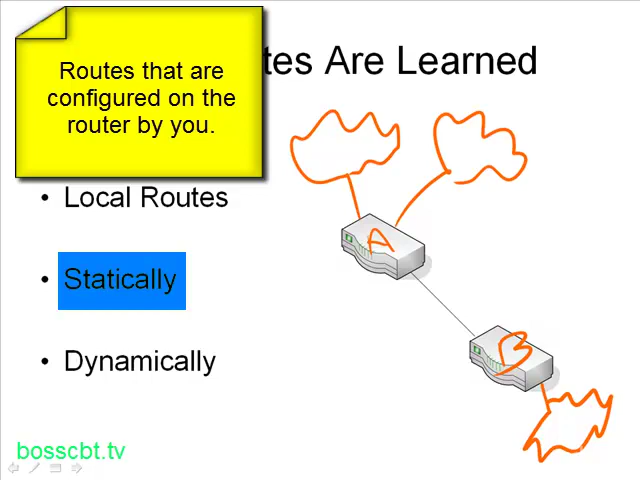 Routes that are
configured on the
router by you.
tes Are Learned
• Local Routes
• Statically
• Dynamically
A
B
bosscbt.tv